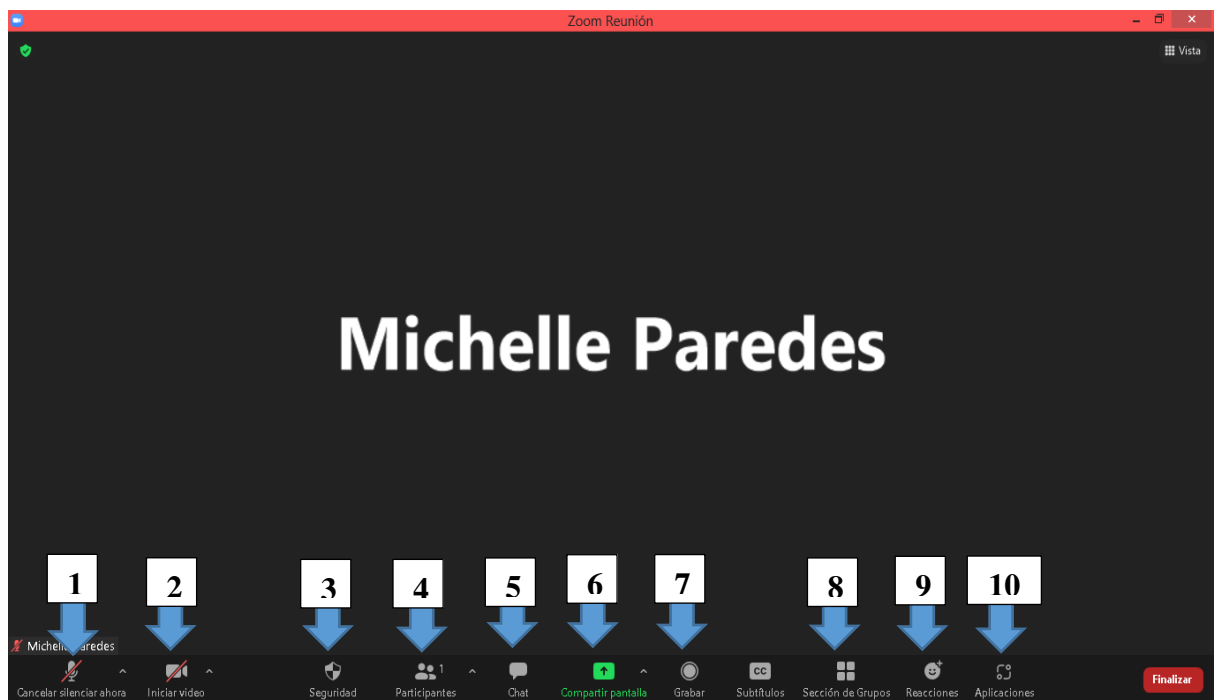 Zoom Reunión
Vista
Michelle Paredes
1 2 3 4 5 6 7 8 9 10
Michelle Paredes
1
CC
Cancelar silenciar ahora Iniciar video Seguridad Participantes Chat Compartir pantalla Grabar Subtítulos Sección de Grupos Reacciones Aplicaciones Finalizar